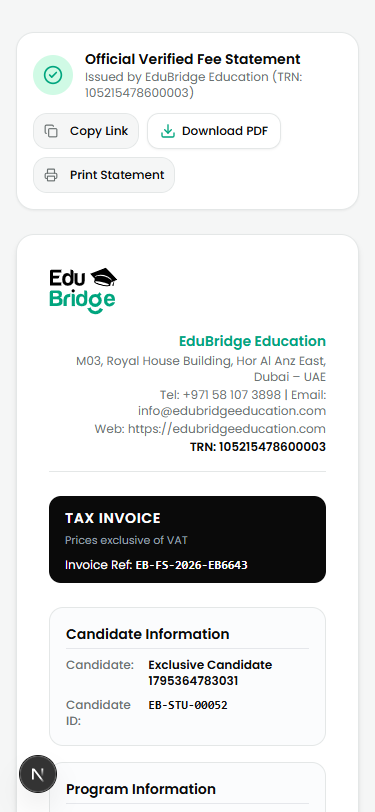 Official Verified Fee Statement
Issued by EduBridge Education (TRN:
105215478600003)
Copy Link
Download PDF
Print Statement
Edu
Bridge
EduBridge Education
M03, Royal House Building, Hor Al Anz East,
Dubai – UAE
Tel: +971 58 107 3898 | Email:
info@edubridgeeducation.com
Web: https://edubridgeeducation.com
TRN: 105215478600003
TAX INVOICE
Prices exclusive of VAT
Invoice Ref: EB-FS-2026-EB6643
Candidate Information
Candidate: Exclusive Candidate
1795364783031
Candidate EB-STU-00052
ID:
N
Program Information